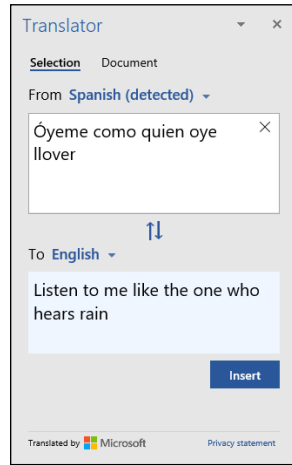 Translator
Selection Document
From Spanish (detected)
Óyeme como quien oye
llover
To English
Listen to me like the one who
hears rain
Insert
Translated by Microsoft Privacy statement